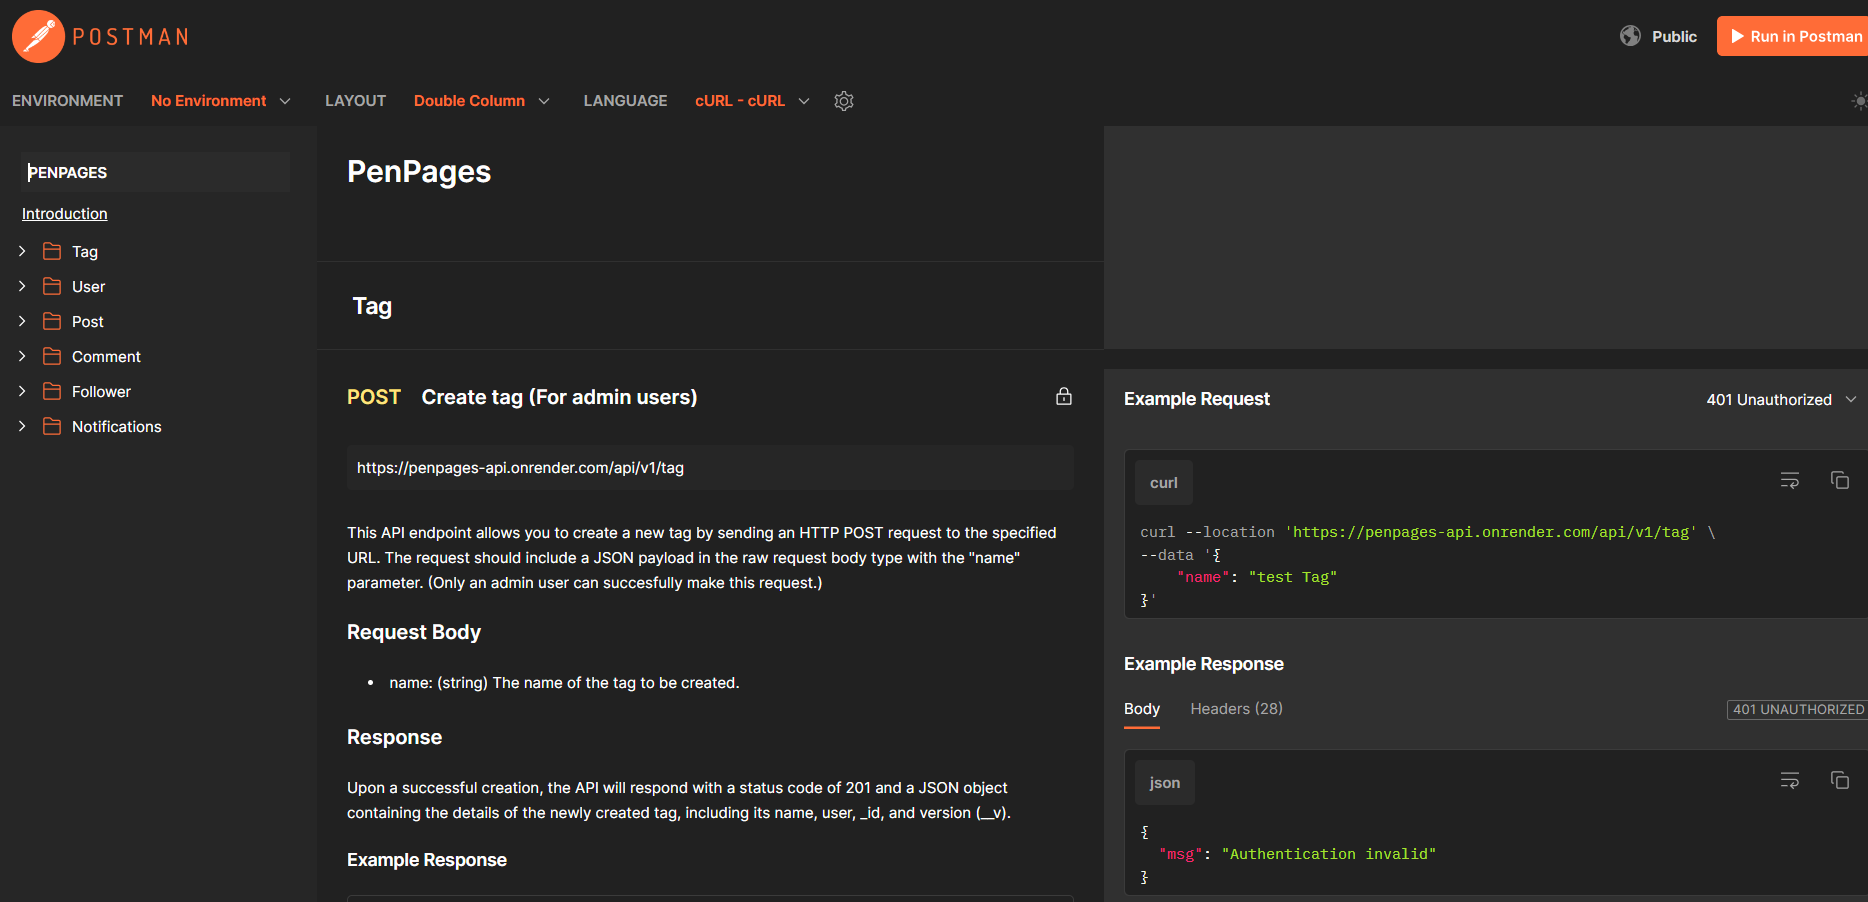 POSTMAN
Public
Run in Postman
ENVIRONMENT No Environment LAYOUT Double Column LANGUAGE cURL - cURL
PENPAGES
Introduction
Tag
User
Post
Comment
Follower
Notifications
PenPages
Tag
POST Create tag (For admin users)
https://penpages-api.onrender.com/api/v1/tag
This API endpoint allows you to create a new tag by sending an HTTP POST request to the specified
URL. The request should include a JSON payload in the raw request body type with the "name"
parameter. (Only an admin user can succesfully make this request.)
Request Body
• name: (string) The name of the tag to be created.
Response
Upon a successful creation, the API will respond with a status code of 201 and a JSON object
containing the details of the newly created tag, including its name, user, _id, and version (__v).
Example Response
Example Request
401 Unauthorized
curl
curl --location 'https://penpages-api.onrender.com/api/v1/tag' \
--data '{
    "name": "test Tag"
}'
Example Response
Body Headers (28)
401 UNAUTHORIZED
json
{
  "msg": "Authentication invalid"
}